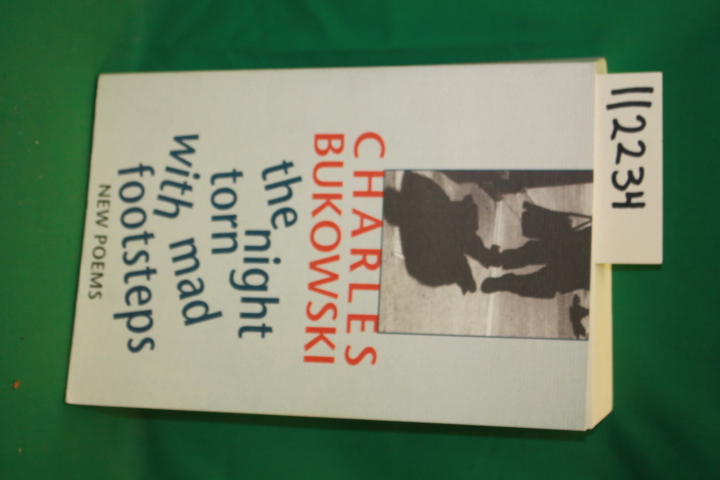 CHARLES
BUKOWSKI
the
night
torn
mad
with
footsteps
NEW POEMS
112234